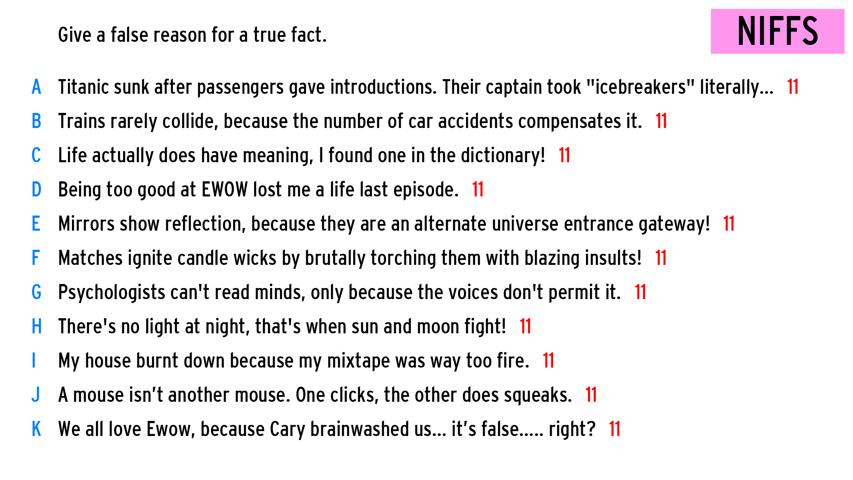 Give a false reason for a true fact.
NIFFS
A Titanic sunk after passengers gave introductions. Their captain took "icebreakers" literally... 11
B Trains rarely collide, because the number of car accidents compensates it. 11
C Life actually does have meaning, I found one in the dictionary! 11
D Being too good at EWOW lost me a life last episode. 11
E Mirrors show reflection, because they are an alternate universe entrance gateway! 11
F Matches ignite candle wicks by brutally torching them with blazing insults! 11
G Psychologists can't read minds, only because the voices don't permit it. 11
H There's no light at night, that's when sun and moon fight! 11
I My house burnt down because my mixtape was way too fire. 11
J A mouse isn’t another mouse. One clicks, the other does squeaks. 11
K We all love Ewow, because Cary brainwashed us... it’s false..... right? 11